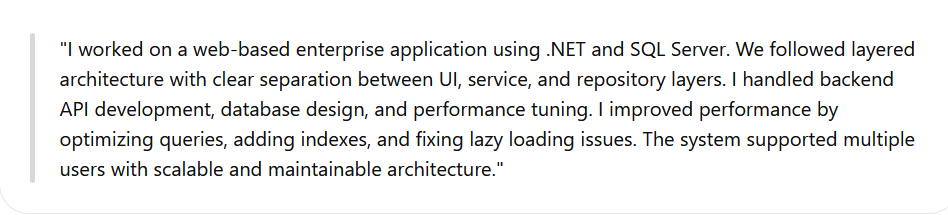 "I worked on a web-based enterprise application using .NET and SQL Server. We followed layered
architecture with clear separation between UI, service, and repository layers. I handled backend
API development, database design, and performance tuning. I improved performance by
optimizing queries, adding indexes, and fixing lazy loading issues. The system supported multiple
users with scalable and maintainable architecture."